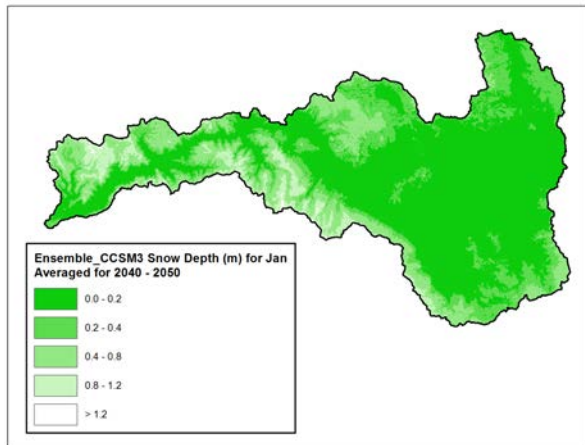 Ensemble_CCSM3 Snow Depth (m) for Jan
Averaged for 2040 - 2050
0.0 - 0.2
0.2 - 0.4
0.4 - 0.8
0.8 - 1.2
> 1.2